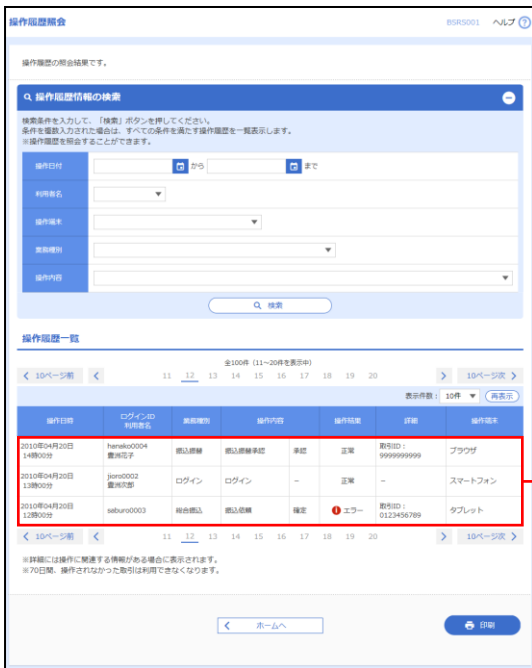 操作履歴照会
BSRS001 ヘルプ ?
操作履歴の照会結果です。
操作履歴情報の検索
検索条件を入力して、「検索」ボタンを押してください。
条件を複数入力された場合は、すべての条件を満たす操作履歴を一覧表示します。
※操作履歴を照会することができます。
操作日付 から まで
利用者名
操作端末
業務種別
操作内容
検索
操作履歴一覧
全100件（11～20件を表示中）
10ページ前 11 12 13 14 15 16 17 18 19 20 10ページ次
表示件数： 10件 再表示
操作日時 ログインID 利用者名 業務種別 操作内容 操作結果 詳細 操作端末
2010年04月20日 hanako0004 振込振替 振込振替承認 承認 正常 取引ID： ブラウザ
14時00分 豊洲花子 9999999999
2010年04月20日 jioro0002 ログイン ログイン － 正常 － スマートフォン
13時00分 豊洲次郎
2010年04月20日 saburo0003 総合振込 振込依頼 確定 エラー 取引ID： タブレット
12時00分 0123456789
10ページ前 11 12 13 14 15 16 17 18 19 20 10ページ次
※詳細には操作に関連する情報がある場合に表示されます。
※70日間、操作されなかった取引は利用できなくなります。
ホームへ
印刷